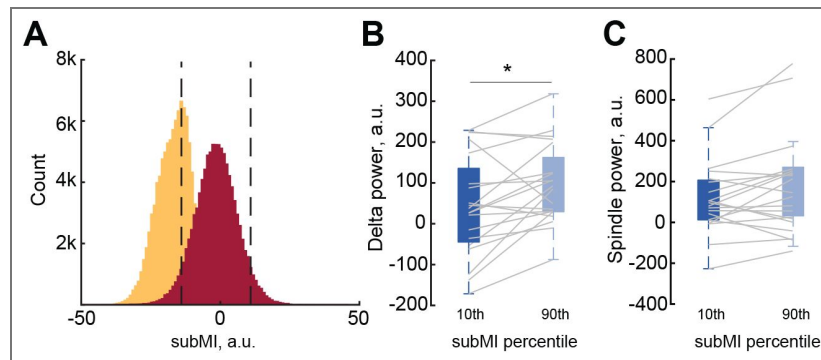 A
8k
6k
4k
2k
Count
-50
0
50
subMI, a.u.
B
400
300
200
100
0
-100
-200
Delta power, a.u.
*
10th
90th
subMI percentile
C
800
600
400
200
0
-200
-400
Spindle power, a.u.
10th
90th
subMI percentile